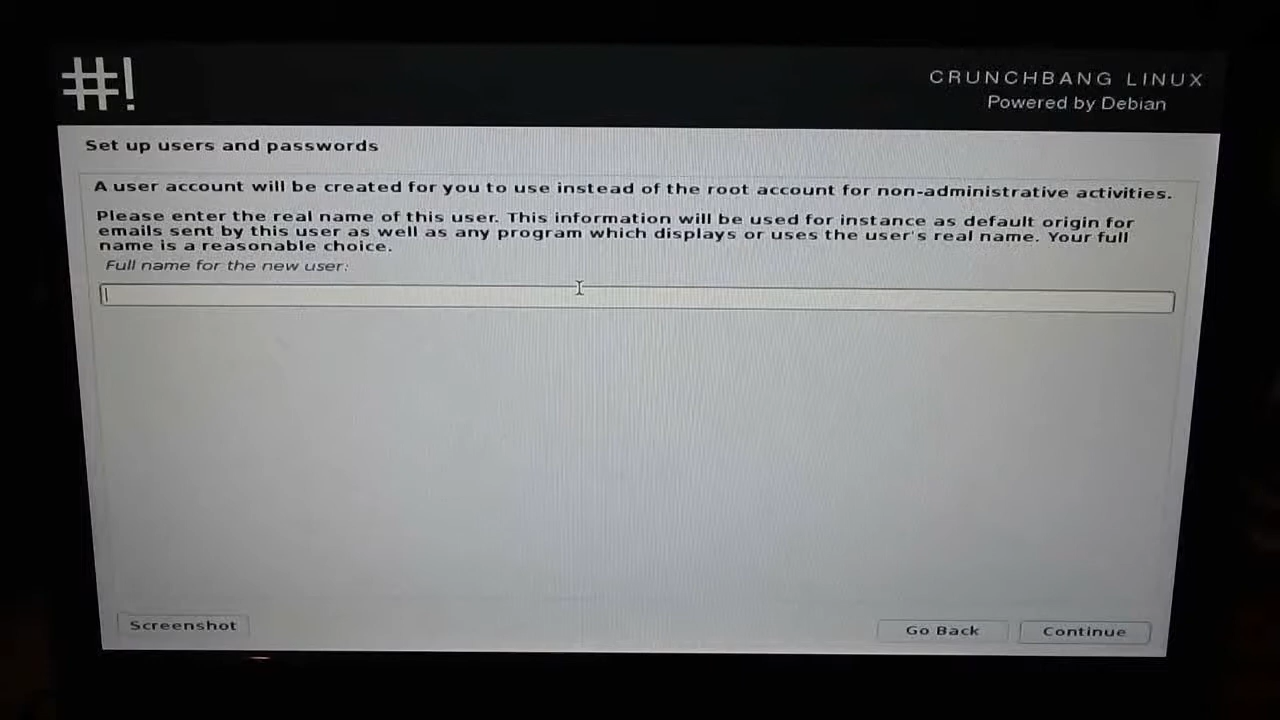 #!
CRUNCHBANG LINUX
Powered by Debian
Set up users and passwords
A user account will be created for you to use instead of the root account for non-administrative activities.
Please enter the real name of this user. This information will be used for instance as default origin for
emails sent by this user as well as any program which displays or uses the user's real name. Your full
name is a reasonable choice.
Full name for the new user:
Screenshot
Go Back
Continue